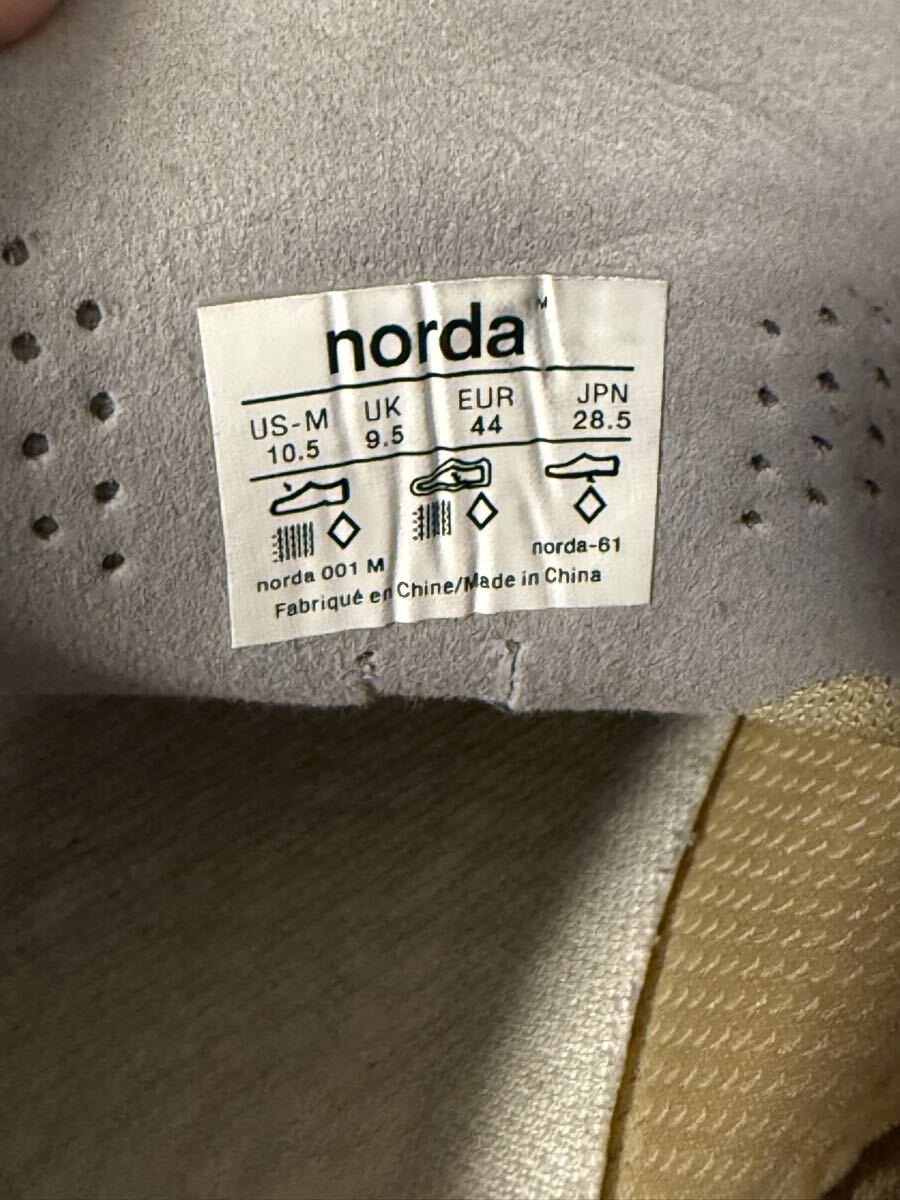 norda™
US-M UK EUR JPN
10.5 9.5 44 28.5
norda 001 M norda-61
Fabriqué en Chine/Made in China